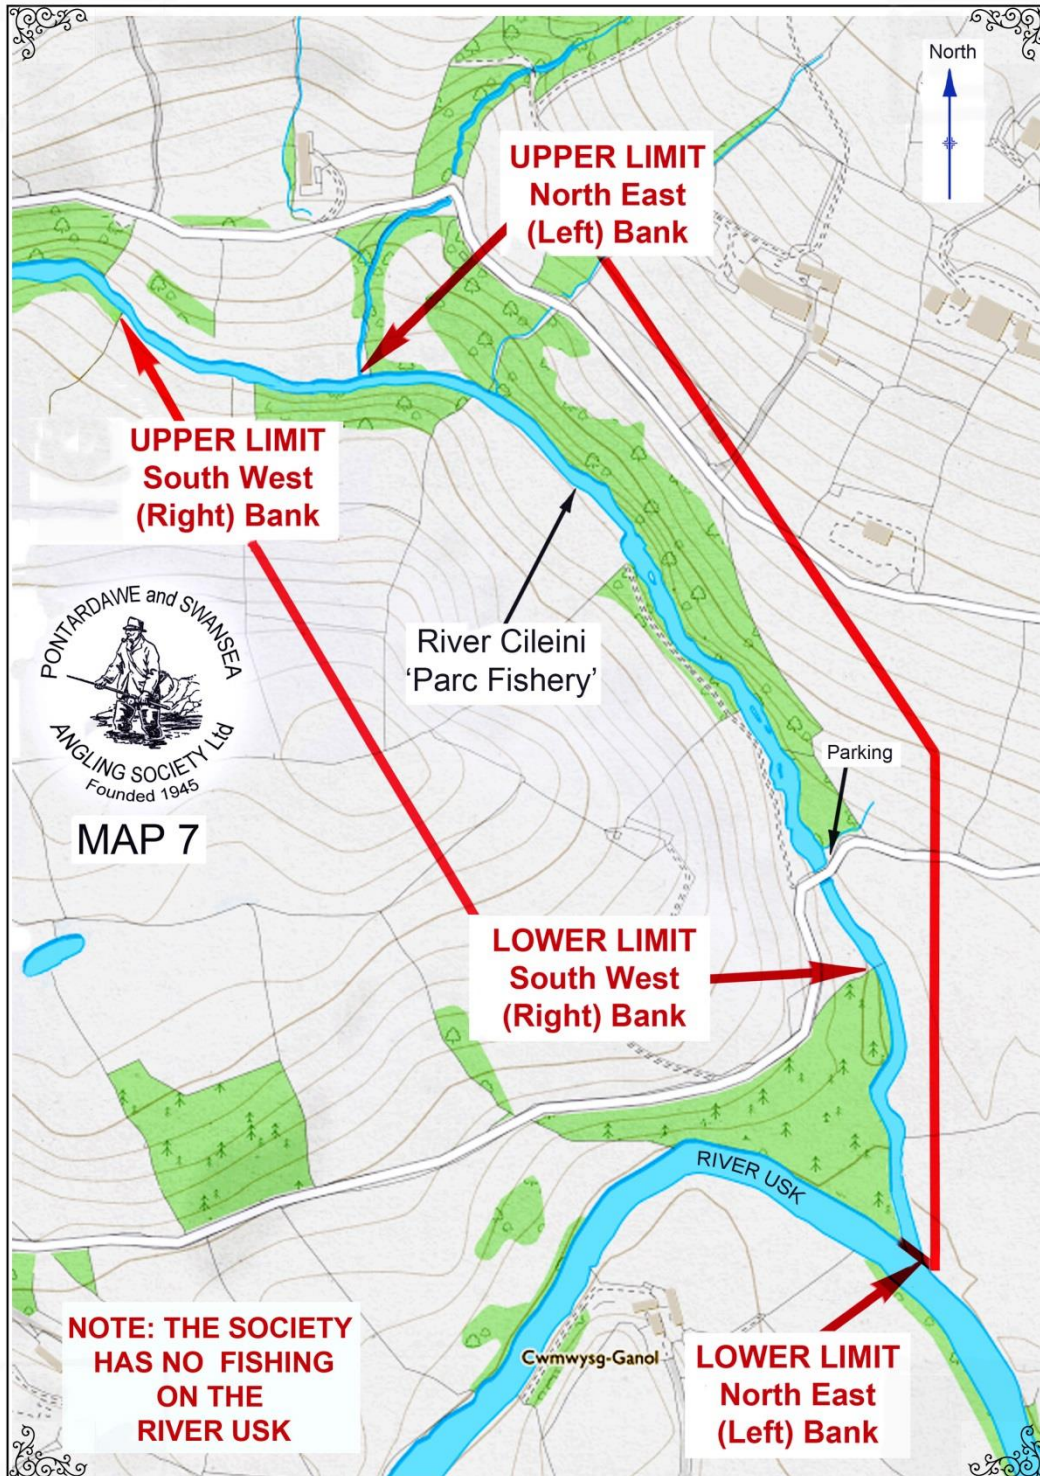 North
UPPER LIMIT
North East
(Left) Bank
UPPER LIMIT
South West
(Right) Bank
River Cileini
‘Parc Fishery’
PONTARDAWE and SWANSEA
ANGLING SOCIETY Ltd
Founded 1945
MAP 7
Parking
LOWER LIMIT
South West
(Right) Bank
RIVER USK
Cwmwysg-Ganol
NOTE: THE SOCIETY
HAS NO FISHING
ON THE
RIVER USK
LOWER LIMIT
North East
(Left) Bank